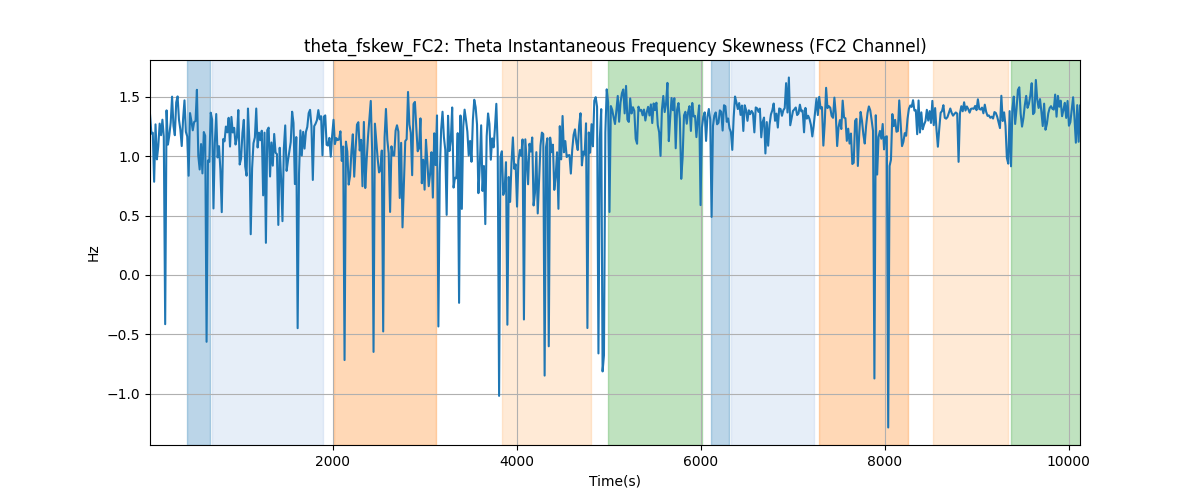 theta_fskew_FC2: Theta Instantaneous Frequency Skewness (FC2 Channel)
1.5
1.0
0.5
0.0
−0.5
−1.0
Hz
2000 4000 6000 8000 10000
Time(s)